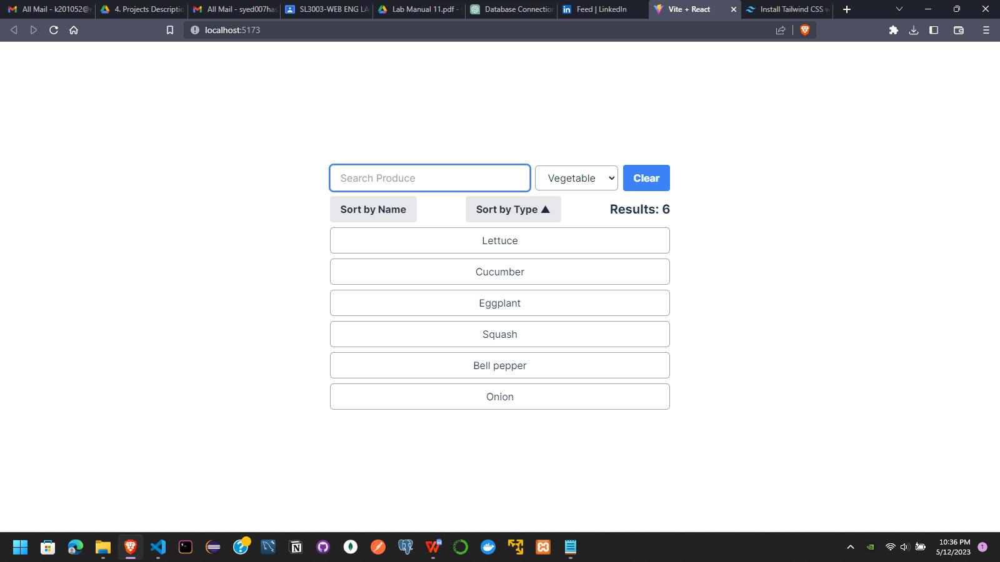 All Mail - k201052@
4. Projects Descriptio
All Mail - syed007has
SL3003-WEB ENG LA
Lab Manual 11.pdf -
Database Connection
Feed | LinkedIn
Vite + React
Install Tailwind CSS
localhost:5173
Search Produce
Vegetable
Clear
Sort by Name
Sort by Type ▲
Results: 6
Lettuce
Cucumber
Eggplant
Squash
Bell pepper
Onion
10:36 PM
5/12/2023
1